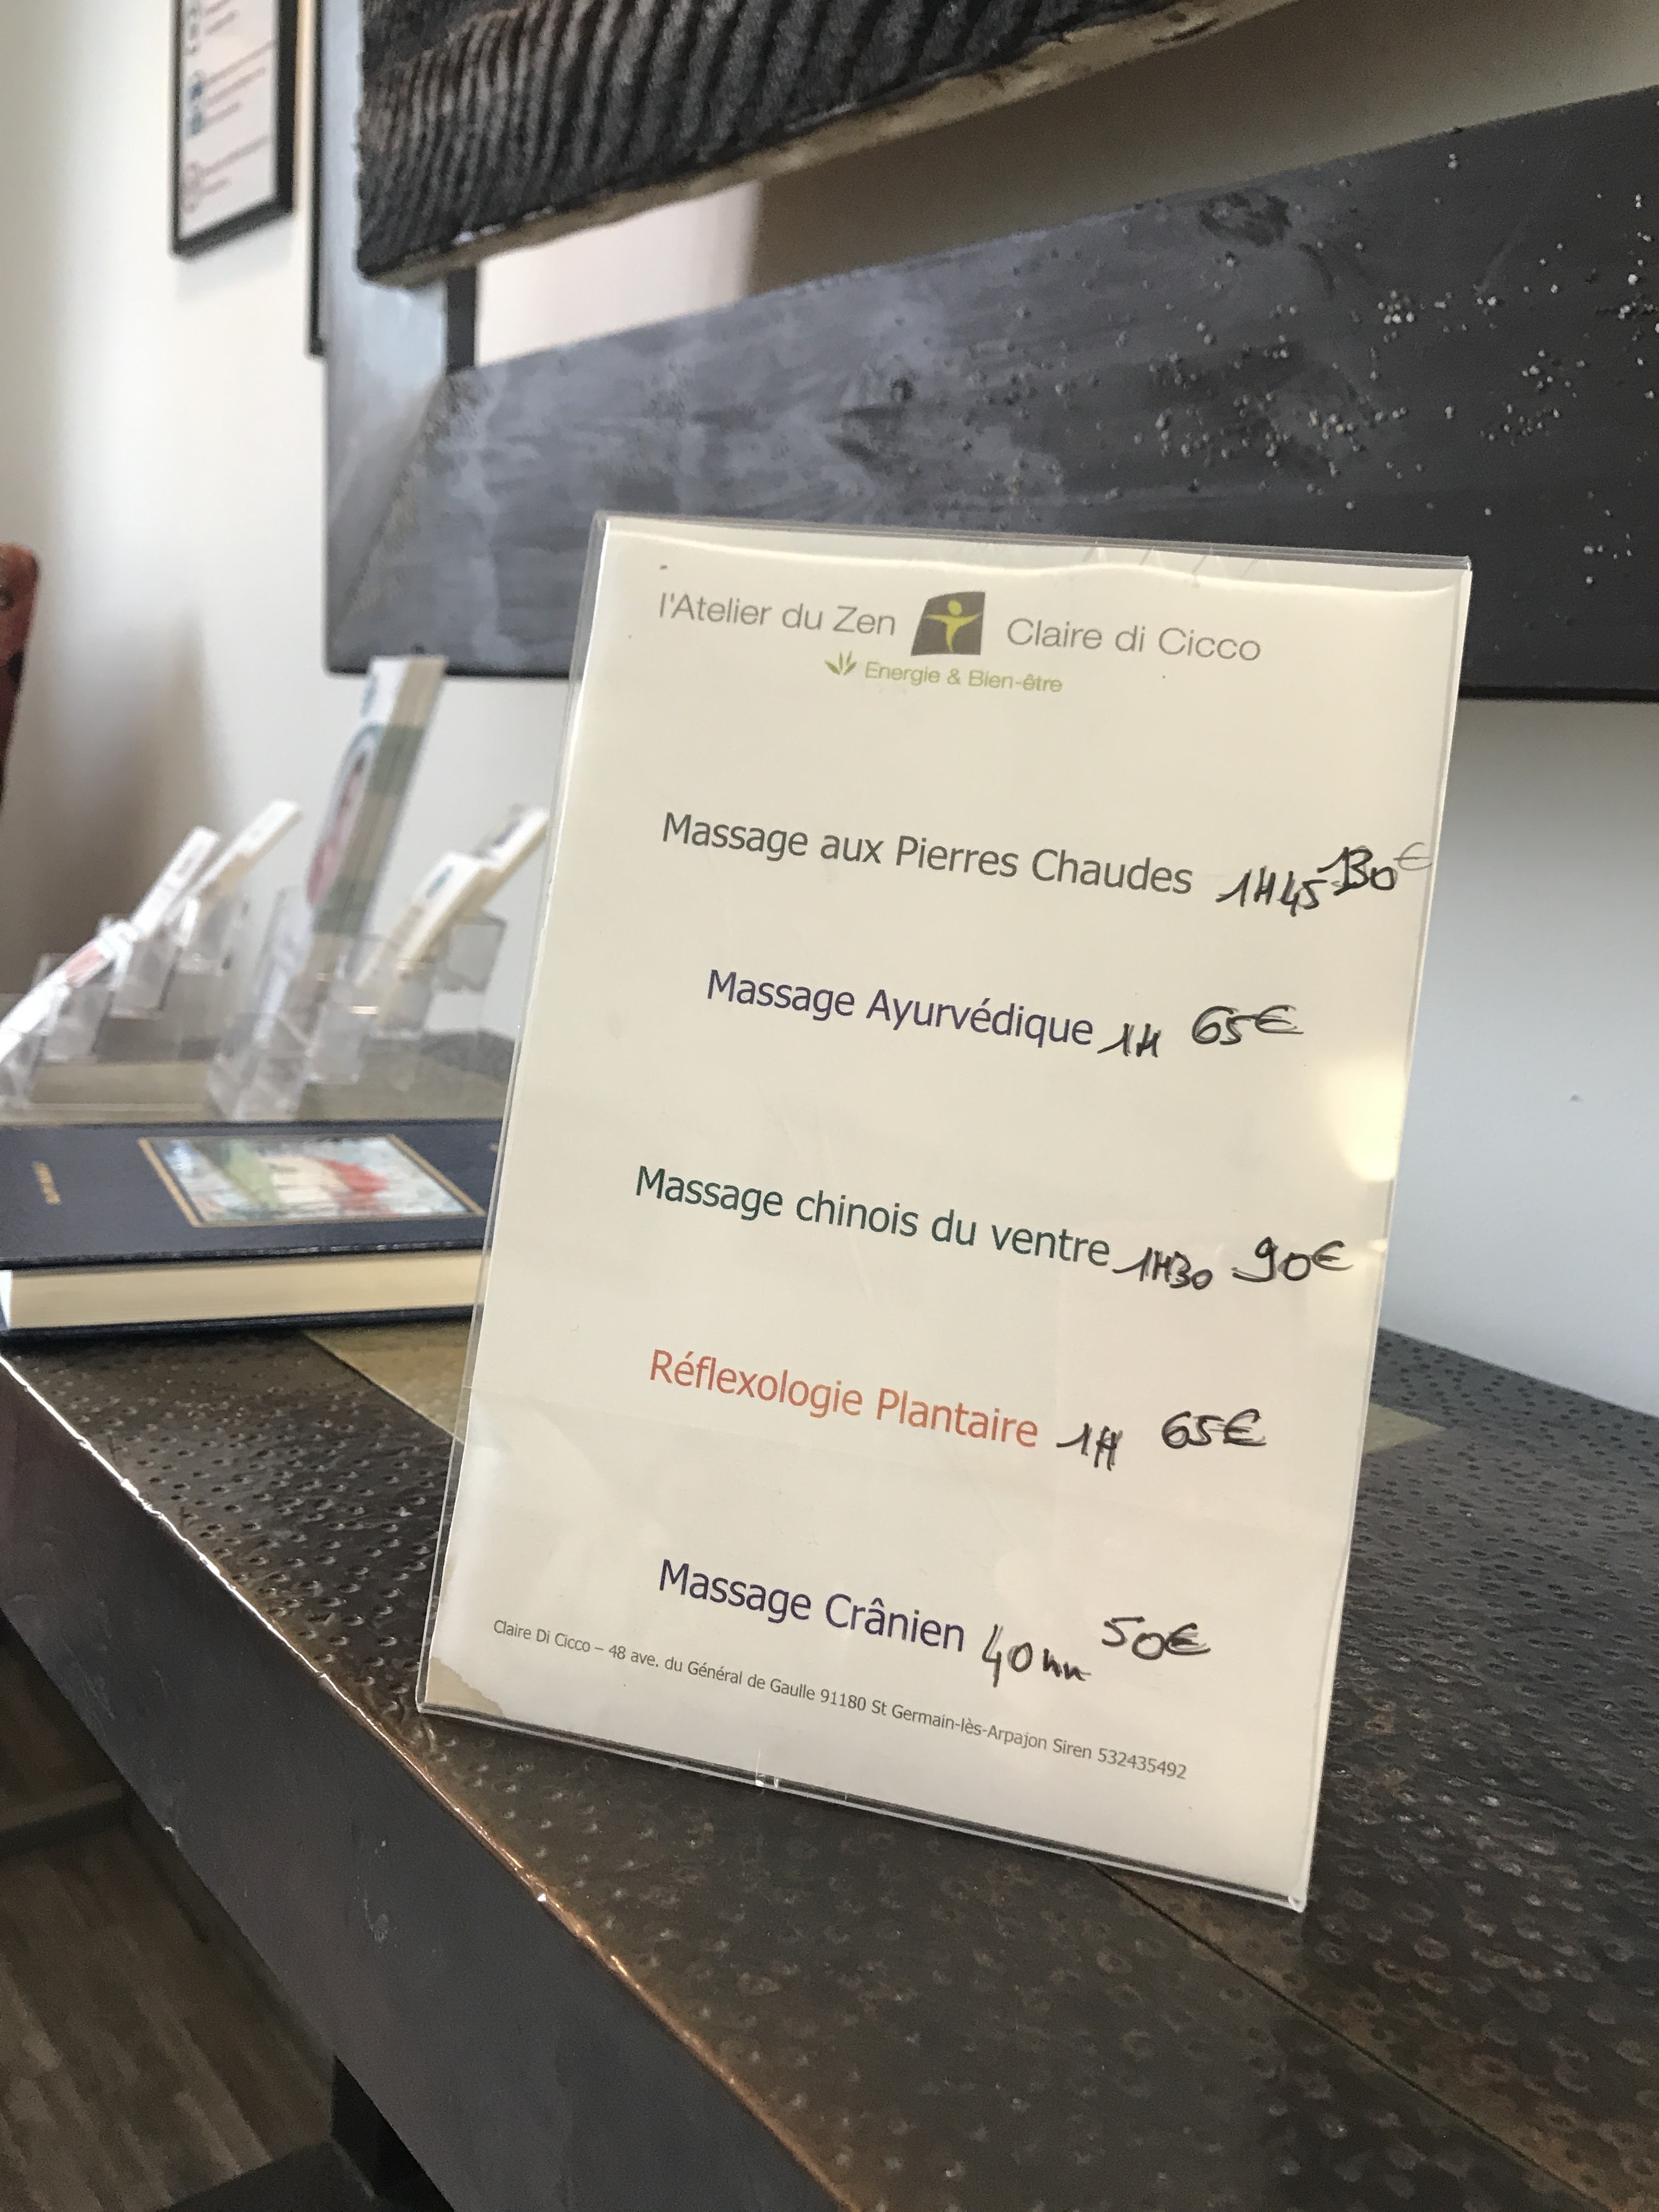 l'Atelier du Zen Claire di Cicco
Energie & Bien-être
Massage aux Pierres Chaudes 1H45 130€
Massage Ayurvédique 1H 65€
Massage chinois du ventre 1H30 90€
Réflexologie Plantaire 1H 65€
Massage Crânien 40mn 50€
Claire Di Cicco – 48 ave. du Général de Gaulle 91180 St Germain-lès-Arpajon Siren 532435492